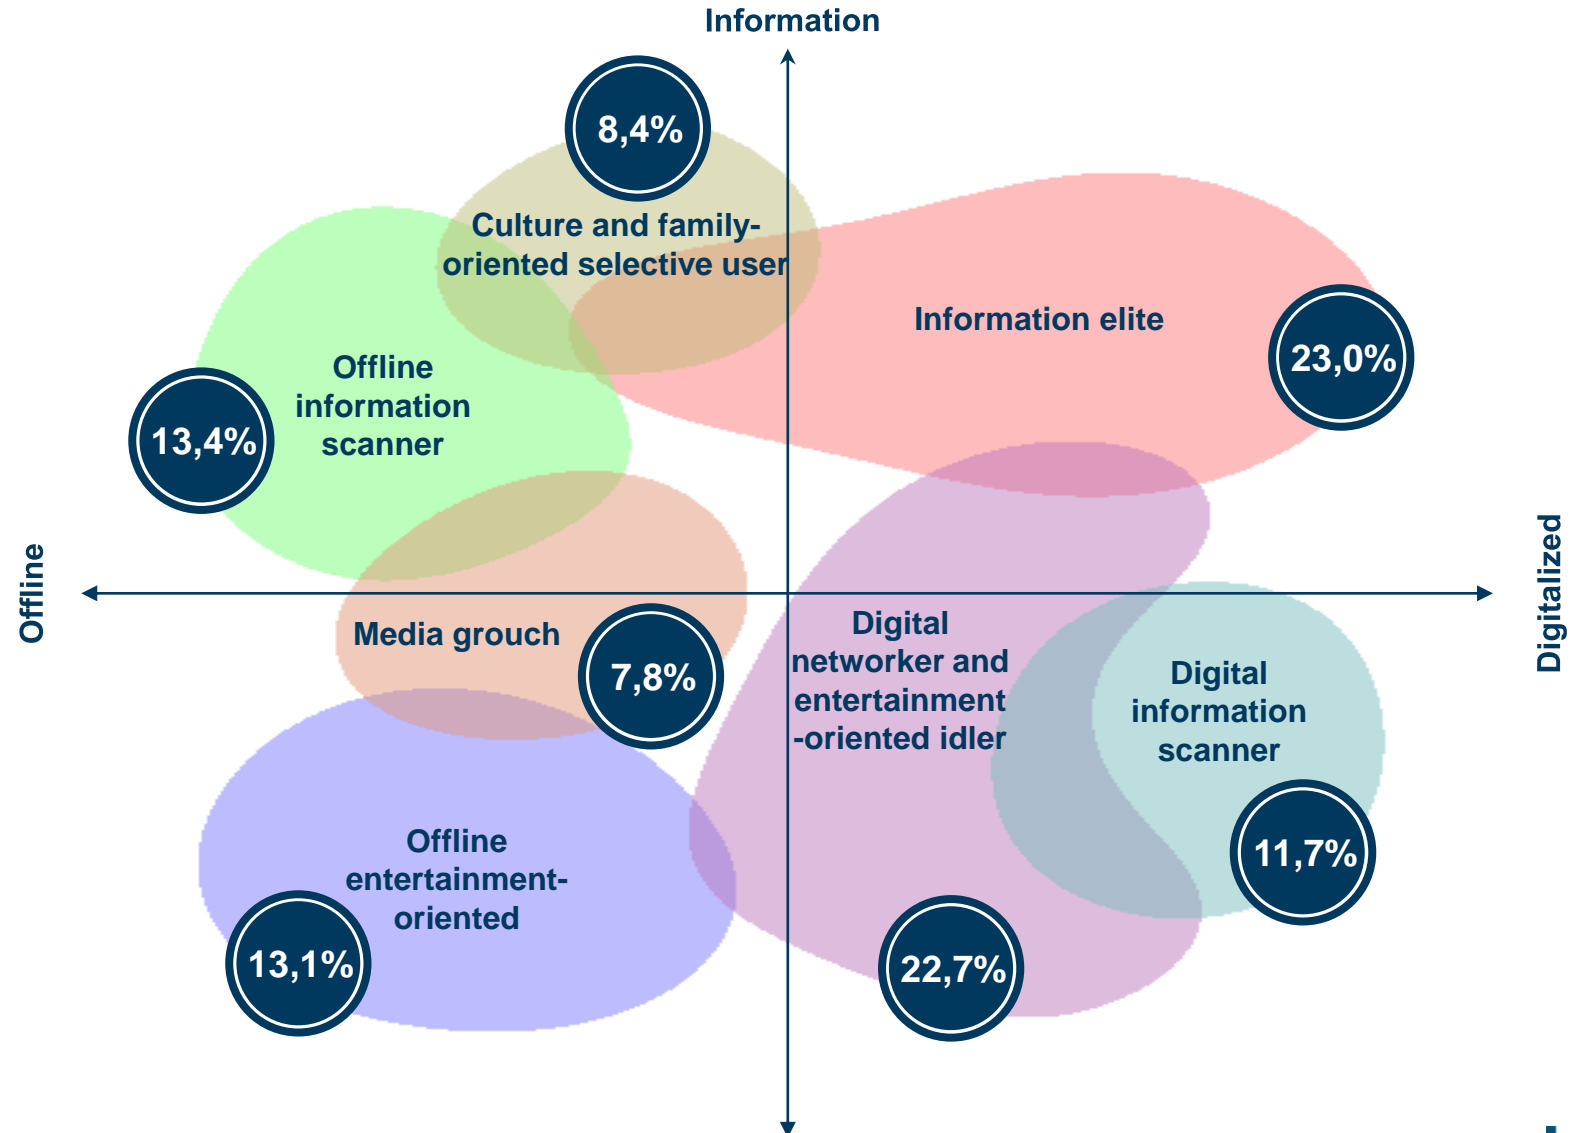 Information
8,4%
Culture and family-
oriented selective user
Information elite
23,0%
Offline
information
scanner
13,4%
Offline
Digitalized
Media grouch
7,8%
Digital
networker and
entertainment
-oriented idler
Digital
information
scanner
11,7%
Offline
entertainment-
oriented
13,1%
22,7%